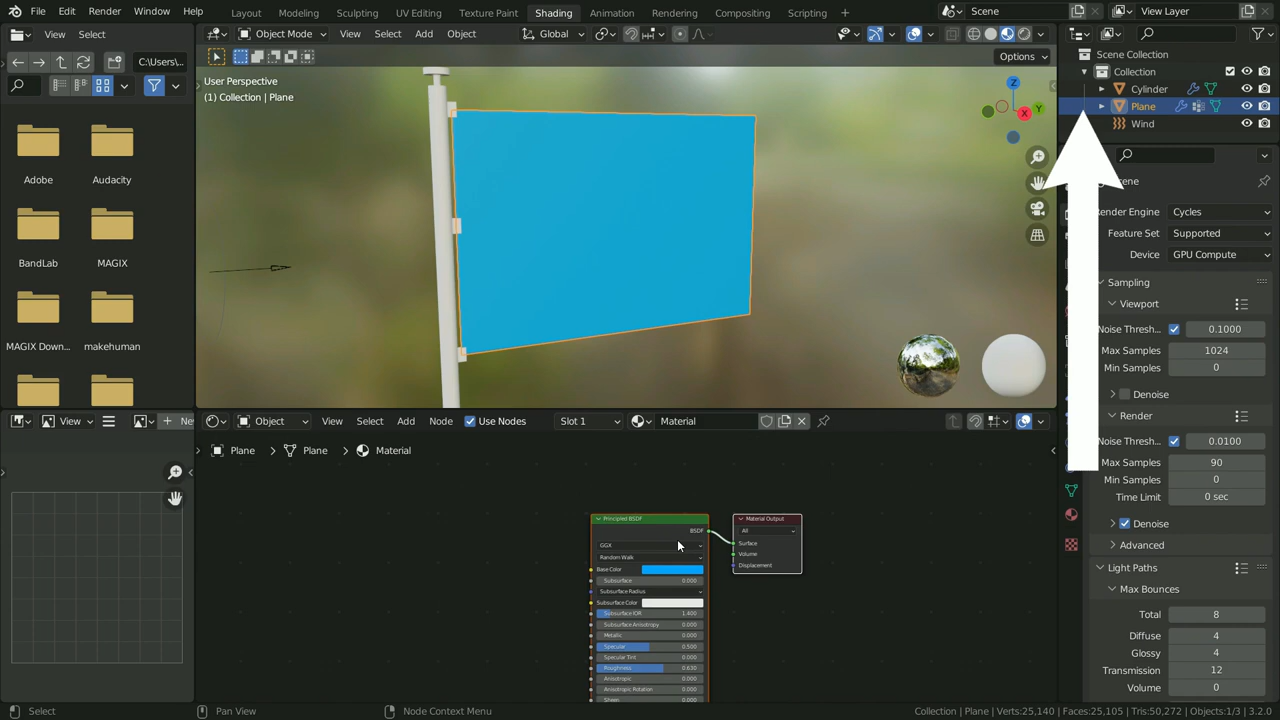 File Edit Render Window Help Layout Modeling Sculpting UV Editing Texture Paint Shading Animation Rendering Compositing Scripting + Scene View Layer
View Select Object Mode View Select Add Object Global
C:\Users\... Options
User Perspective
(1) Collection | Plane
Z
X
Y
Scene Collection
Collection
Cylinder
Plane
Wind
Adobe Audacity
BandLab MAGIX
MAGIX Down... makehuman
Scene
Render Engine Cycles
Feature Set Supported
Device GPU Compute
Sampling
Viewport
Noise Thresh... 0.1000
Max Samples 1024
Min Samples 0
Denoise
Render
Noise Thresh... 0.0100
Max Samples 90
Min Samples 0
Time Limit 0 sec
Denoise
Advanced
Light Paths
Max Bounces
Total 8
Diffuse 4
Glossy 4
Transmission 12
Volume 0
View Object View Select Add Node Use Nodes Slot 1 Material
Plane > Plane > Material
Principled BSDF
BSDF
GGX
Random Walk
Base Color
Subsurface 0.000
Subsurface Radius
Subsurface Color
Subsurface IOR 1.400
Subsurface Anisotropy 0.000
Metallic 0.000
Specular 0.500
Specular Tint 0.000
Roughness 0.630
Anisotropic 0.000
Anisotropic Rotation 0.000
Sheen 0.000
Material Output
All
Surface
Volume
Displacement
Select Pan View Node Context Menu Collection | Plane | Verts:25,140 | Faces:25,105 | Tris:50,272 | Objects:1/3 | 3.2.0